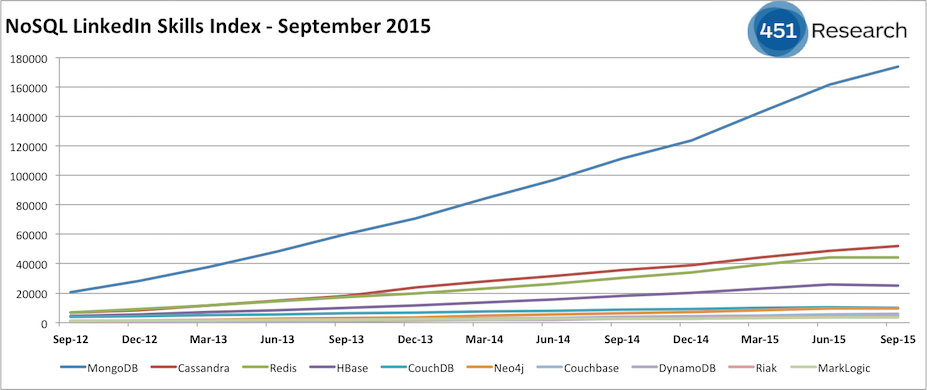 NoSQL LinkedIn Skills Index - September 2015
451 Research
180000
160000
140000
120000
100000
80000
60000
40000
20000
0
Sep-12 Dec-12 Mar-13 Jun-13 Sep-13 Dec-13 Mar-14 Jun-14 Sep-14 Dec-14 Mar-15 Jun-15 Sep-15
MongoDB Cassandra Redis HBase CouchDB Neo4j Couchbase DynamoDB Riak MarkLogic